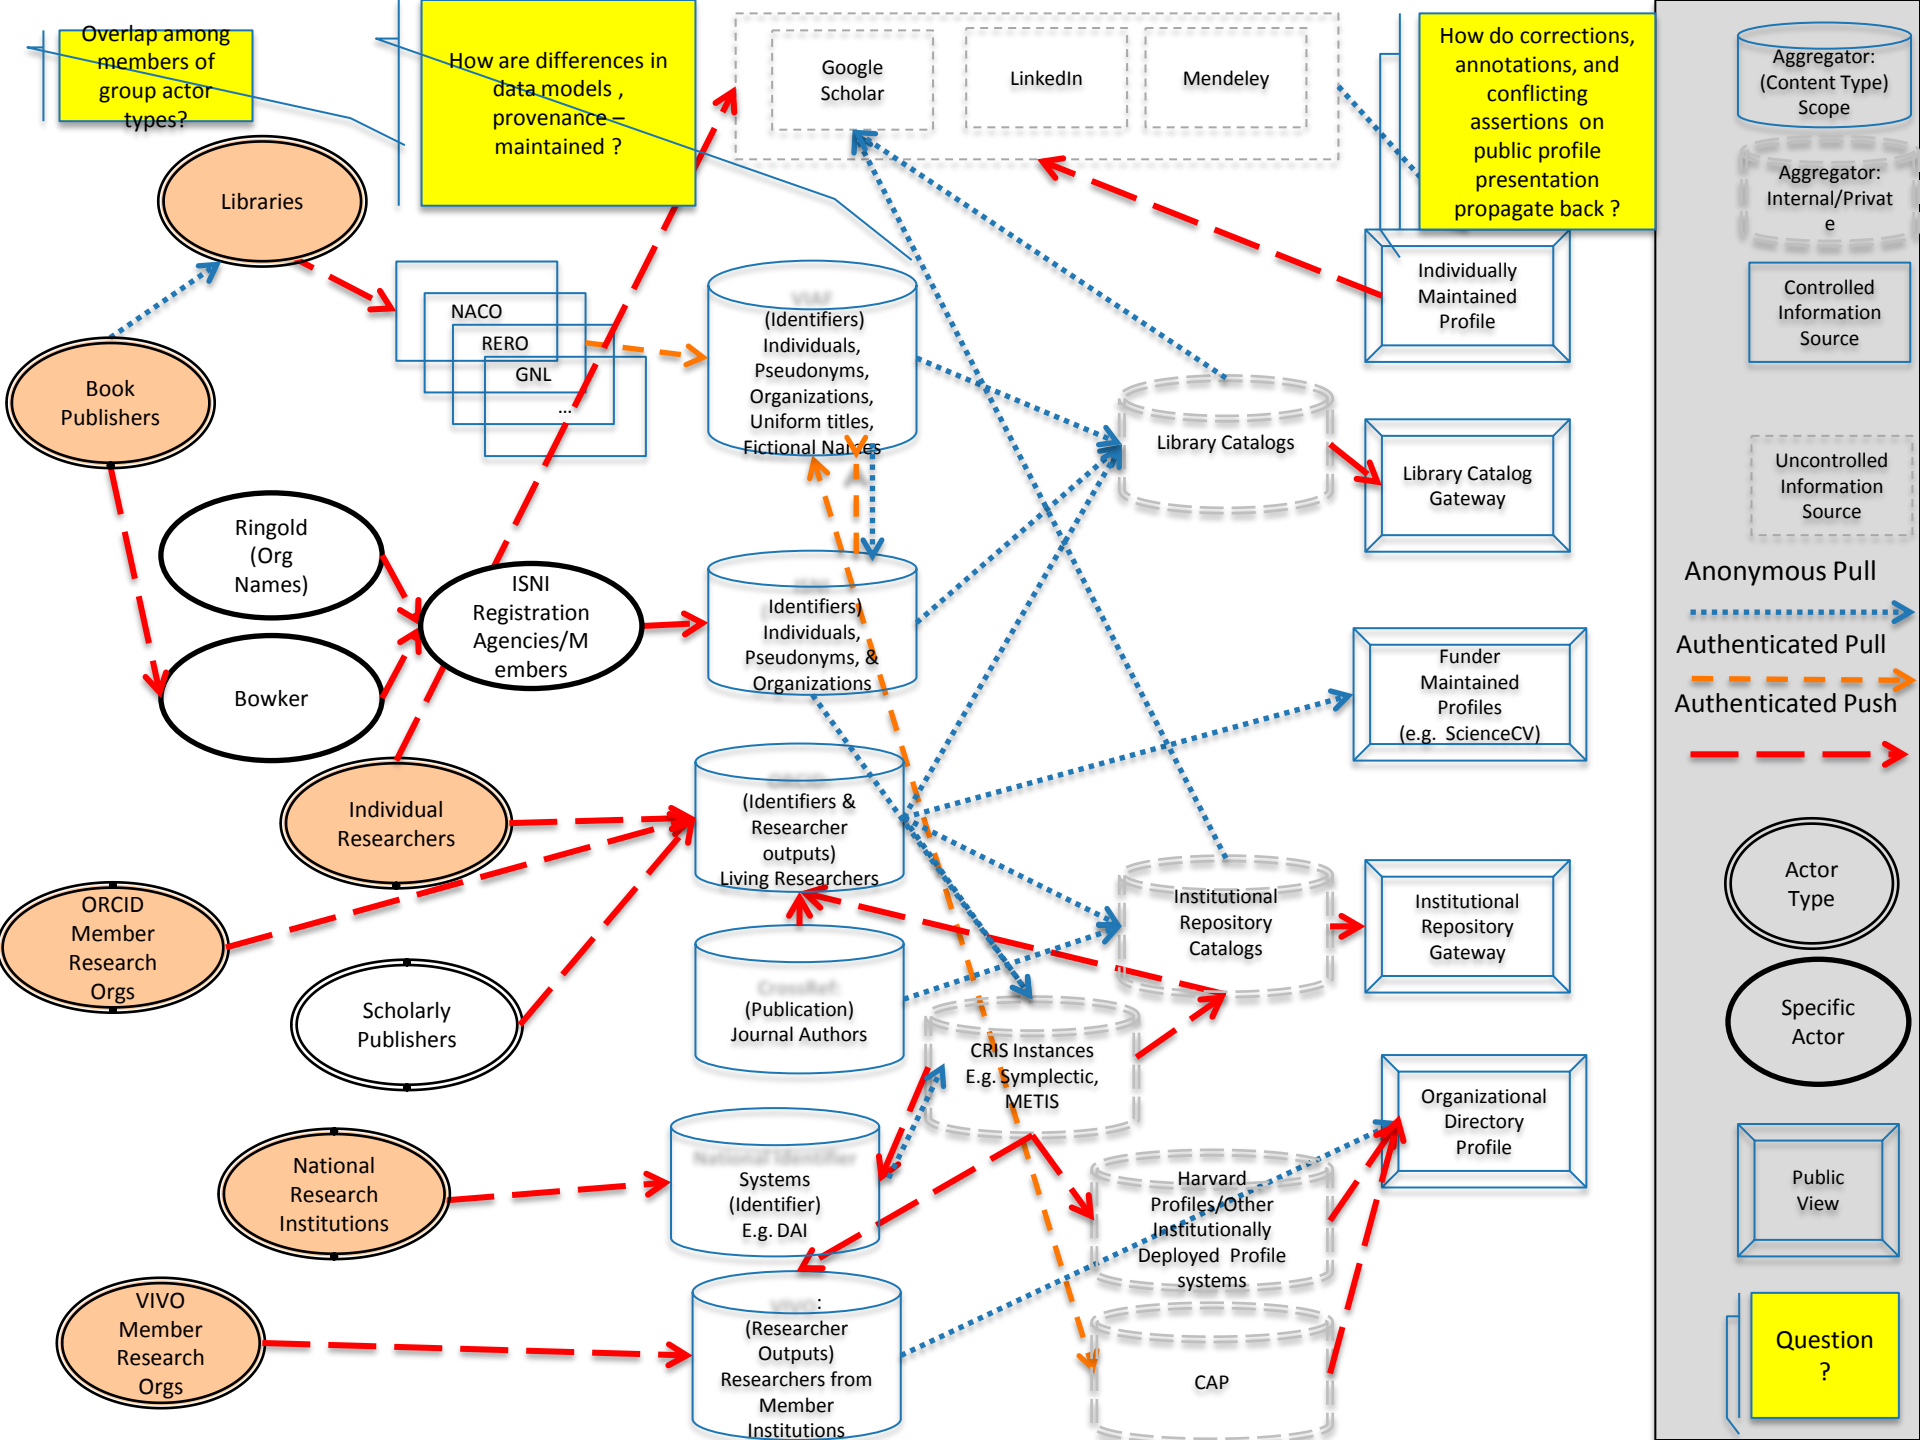 Overlap among
members of
group actor
types?
How are differences in
data models ,
provenance –
maintained ?
Google
Scholar
LinkedIn
Mendeley
How do corrections,
annotations, and
conflicting
assertions on
public profile
presentation
propagate back ?
Aggregator:
(Content Type)
Scope
Aggregator:
Internal/Privat
e
Controlled
Information
Source
Uncontrolled
Information
Source
Anonymous Pull
Authenticated Pull
Authenticated Push
Actor
Type
Specific
Actor
Public
View
Question
?
Libraries
Book
Publishers
NACO
RERO
GNL
...
Ringold
(Org
Names)
Bowker
ISNI
Registration
Agencies/M
embers
Individual
Researchers
ORCID
Member
Research
Orgs
Scholarly
Publishers
National
Research
Institutions
VIVO
Member
Research
Orgs
VIAF
(Identifiers)
Individuals,
Pseudonyms,
Organizations,
Uniform titles,
Fictional Names
ISNI
Identifiers)
Individuals,
Pseudonyms, &
Organizations
ORCID:
(Identifiers &
Researcher
outputs)
Living Researchers
CrossRef:
(Publication)
Journal Authors
National Identifier
Systems
(Identifier)
E.g. DAI
VIVO:
(Researcher
Outputs)
Researchers from
Member
Institutions
Library Catalogs
Institutional
Repository
Catalogs
CRIS Instances
E.g. Symplectic,
METIS
Harvard
Profiles/Other
Institutionally
Deployed Profile
systems
CAP
Individually
Maintained
Profile
Library Catalog
Gateway
Funder
Maintained
Profiles
(e.g. ScienceCV)
Institutional
Repository
Gateway
Organizational
Directory
Profile